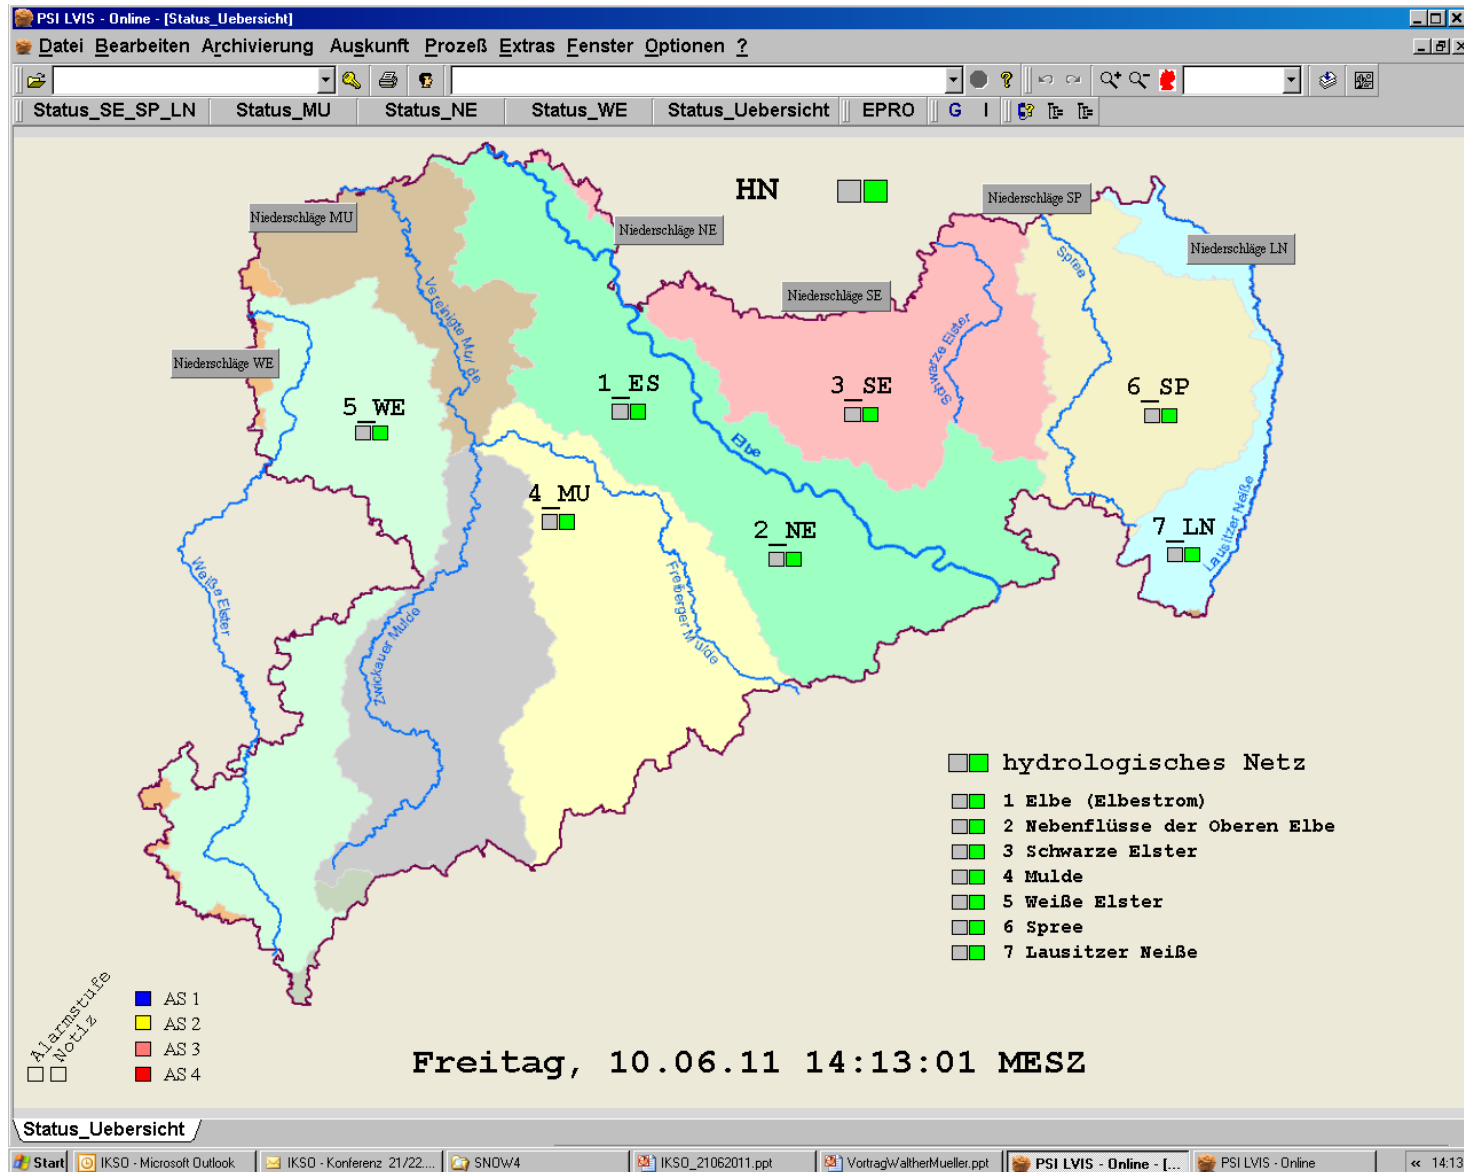 PSI LVIS - Online - [Status_Uebersicht]
Datei Bearbeiten Archivierung Auskunft Prozeß Extras Fenster Optionen ?
Status_SE_SP_LN Status_MU Status_NE Status_WE Status_Uebersicht EPRO G I
HN
Niederschläge MU
Niederschläge NE
Niederschläge SP
Niederschläge LN
Niederschläge SE
Niederschläge WE
Vereinigte Mulde
Spree
Schwarze Elster
1_ES
3_SE
6_SP
5_WE
Elbe
4_MU
2_NE
7_LN
Lausitzer Neiße
Weiße Elster
Freiberger Mulde
Zwickauer Mulde
hydrologisches Netz
1 Elbe (Elbestrom)
2 Nebenflüsse der Oberen Elbe
3 Schwarze Elster
4 Mulde
5 Weiße Elster
6 Spree
7 Lausitzer Neiße
Alarmstufe
Notiz
AS 1
AS 2
AS 3
AS 4
Freitag, 10.06.11 14:13:01 MESZ
Status_Uebersicht
Start IKSO - Microsoft Outlook IKSO - Konferenz 21/22.... SNOW4 IKSO_21062011.ppt VortragWaltherMueller.ppt PSI LVIS - Online - [... PSI LVIS - Online « 14:13